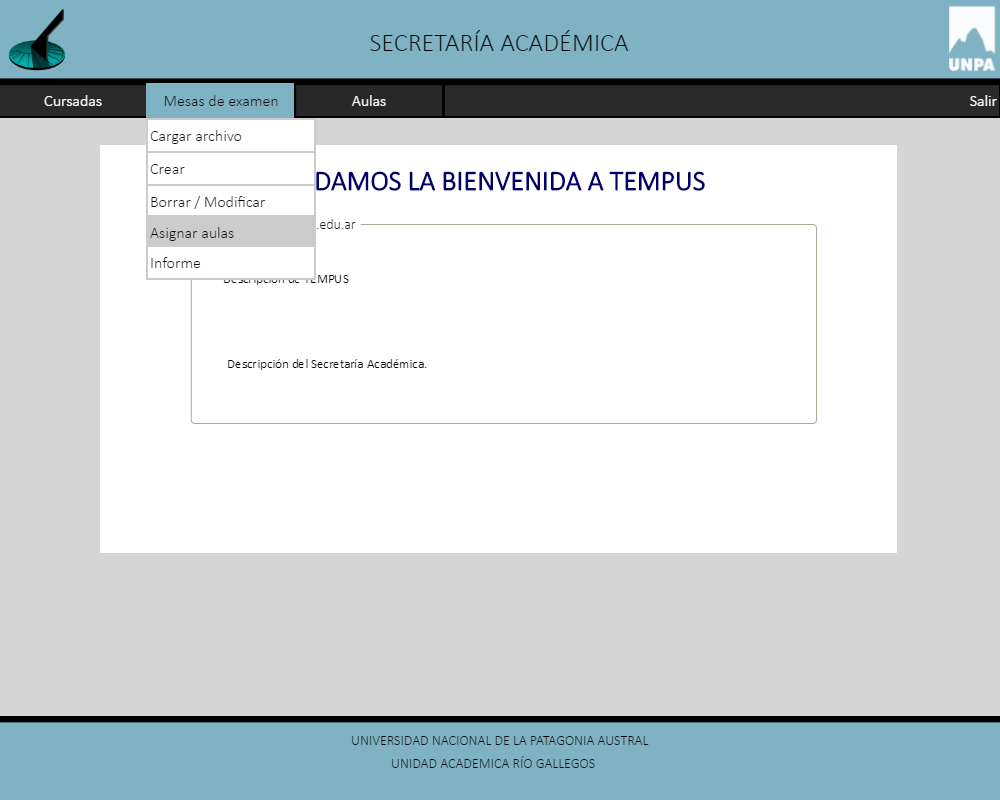 SECRETARÍA ACADÉMICA
UNPA
Cursadas
Mesas de examen
Aulas
Salir
Cargar archivo
Crear
Borrar / Modificar
Asignar aulas
Informe
DAMOS LA BIENVENIDA A TEMPUS
.edu.ar
Descripción de TEMPUS
Descripción del Secretaría Académica.
UNIVERSIDAD NACIONAL DE LA PATAGONIA AUSTRAL
UNIDAD ACADEMICA RÍO GALLEGOS